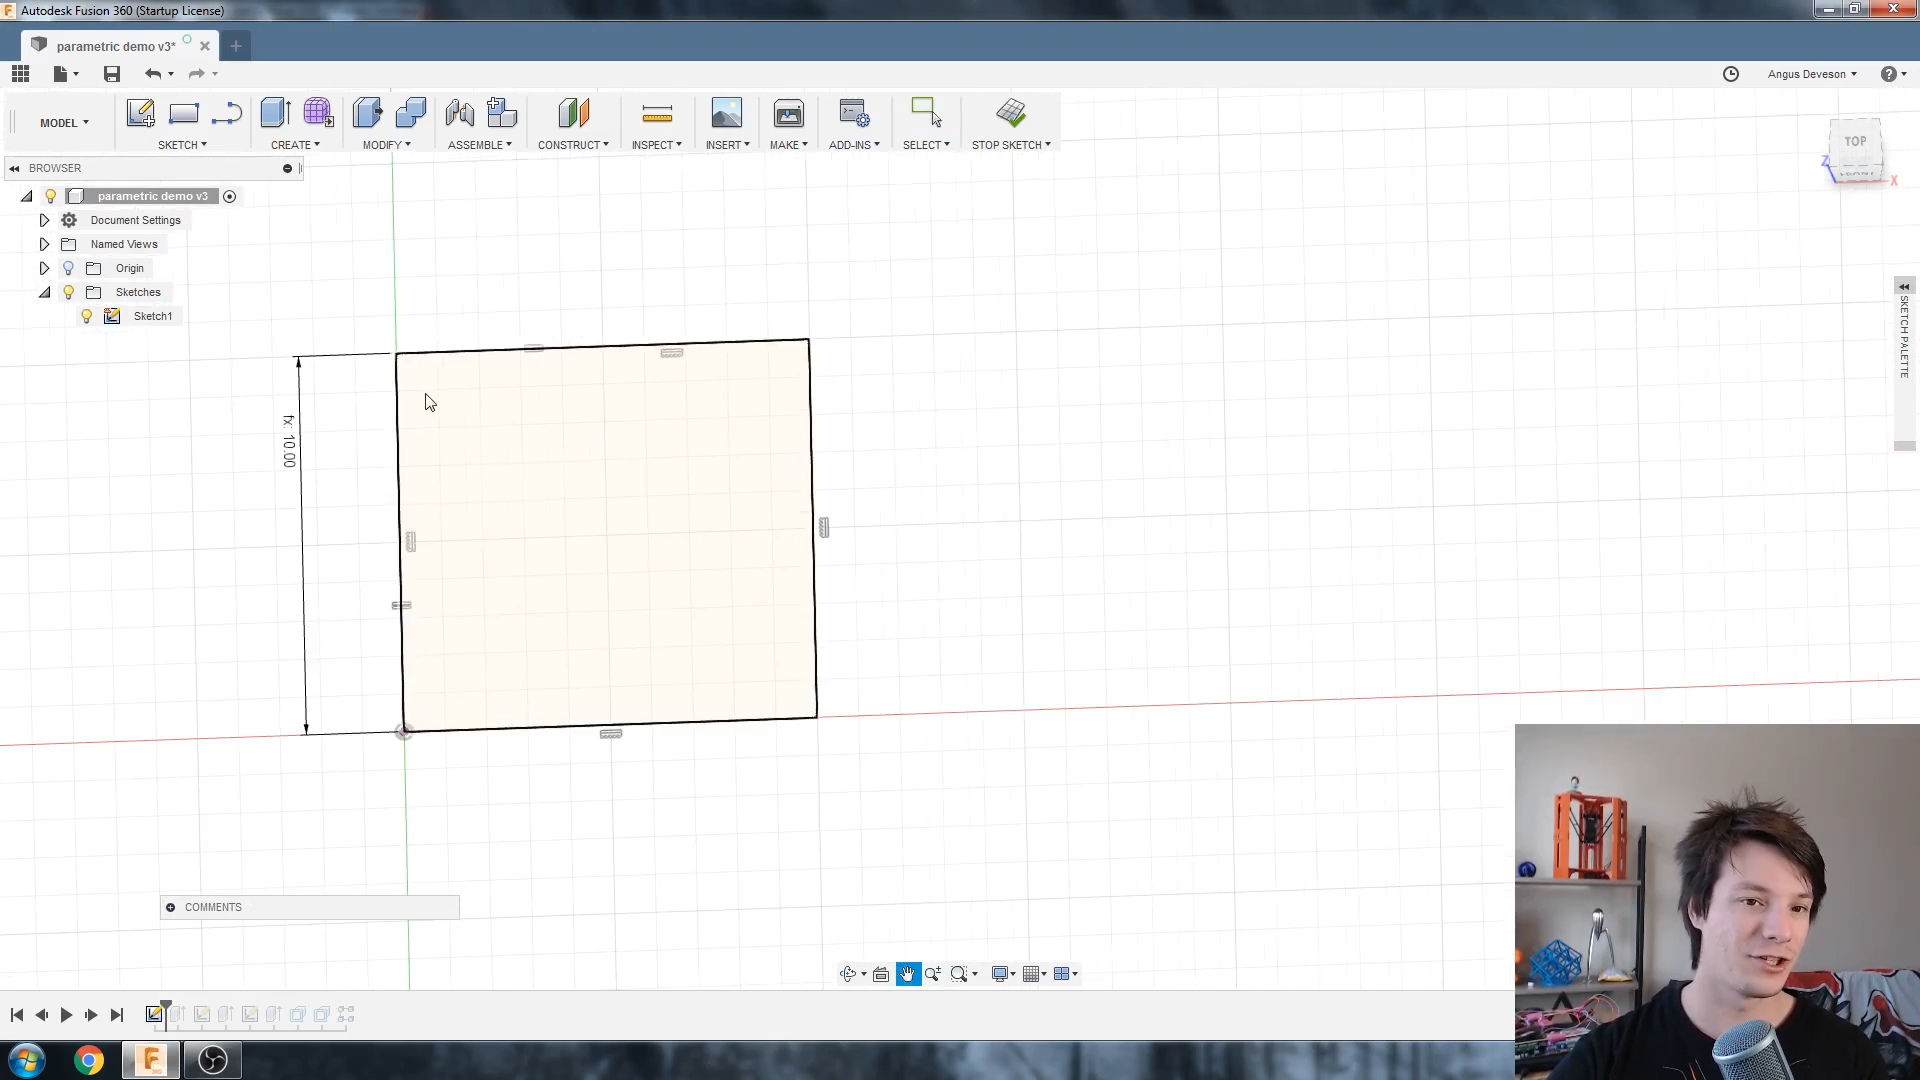 Autodesk Fusion 360 (Startup License)
parametric demo v3*
Angus Deveson
MODEL
SKETCH
CREATE
MODIFY
ASSEMBLE
CONSTRUCT
INSPECT
INSERT
MAKE
ADD-INS
SELECT
STOP SKETCH
BROWSER
parametric demo v3
Document Settings
Named Views
Origin
Sketches
Sketch1
TOP
FRONT
Z
X
SKETCH PALETTE
fx: 10.00
COMMENTS